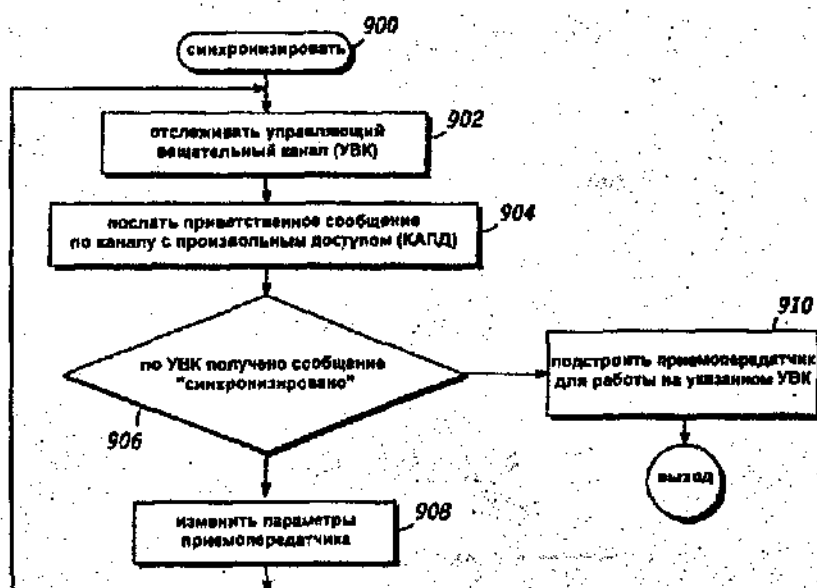 900
синхронизировать
отслеживать управляющий
вещательный канал (УВК)
902
послать приветственное сообщение
по каналу с произвольным доступом (КАПД)
904
по УВК получено сообщение
"синхронизировано"
906
910
подстроить приемопередатчик
для работы на указанном УВК
выход
изменить параметры
приемопередатчика
908